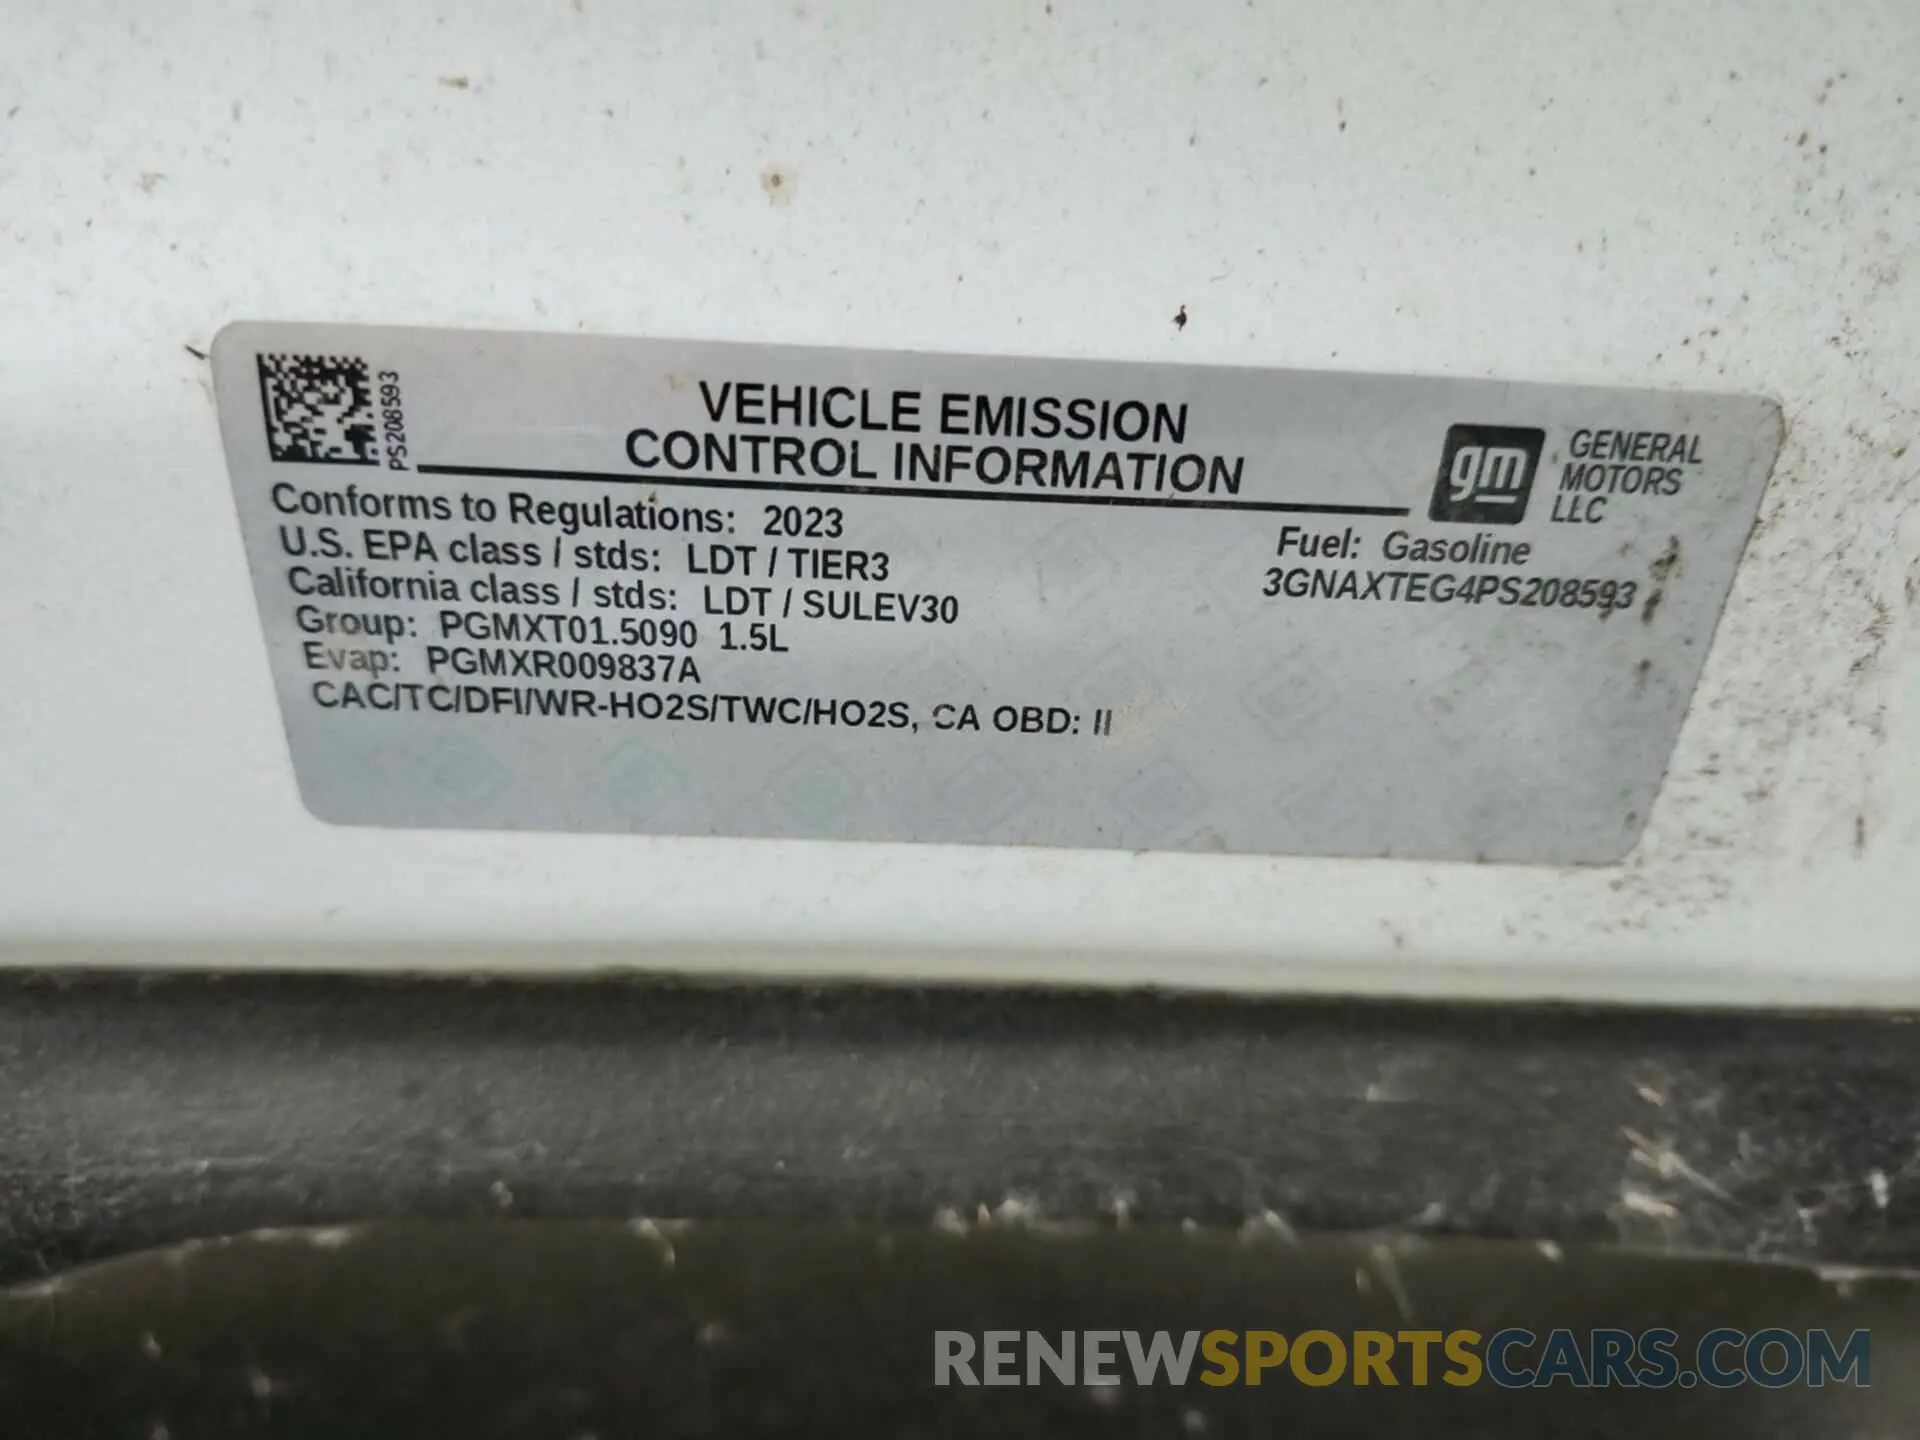 PS208593
VEHICLE EMISSION
CONTROL INFORMATION
gm
GENERAL
MOTORS
LLC
Conforms to Regulations: 2023
U.S. EPA class / stds: LDT / TIER3
California class / stds: LDT / SULEV30
Group: PGMXT01.5090 1.5L
Evap: PGMXR009837A
CAC/TC/DFI/WR-HO2S/TWC/HO2S, CA OBD: II
Fuel: Gasoline
3GNAXTEG4PS208593
RENEWSPORTSCARS.COM